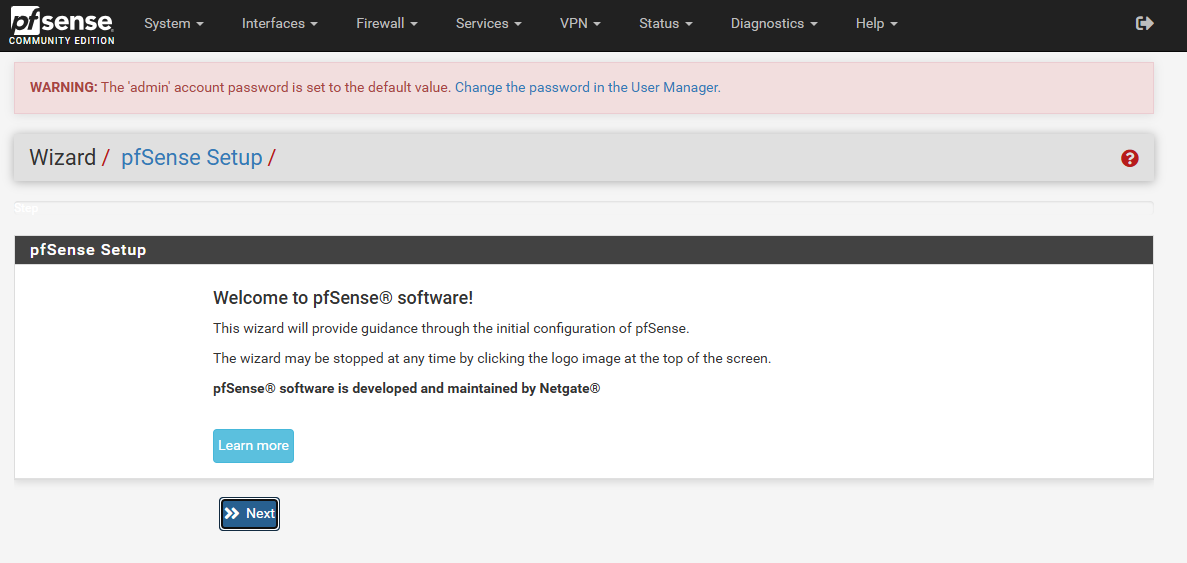 pfsense
COMMUNITY EDITION
System Interfaces Firewall Services VPN Status Diagnostics Help
WARNING: The 'admin' account password is set to the default value. Change the password in the User Manager.
Wizard / pfSense Setup /
Step
pfSense Setup
Welcome to pfSense® software!
This wizard will provide guidance through the initial configuration of pfSense.
The wizard may be stopped at any time by clicking the logo image at the top of the screen.
pfSense® software is developed and maintained by Netgate®
Learn more
Next